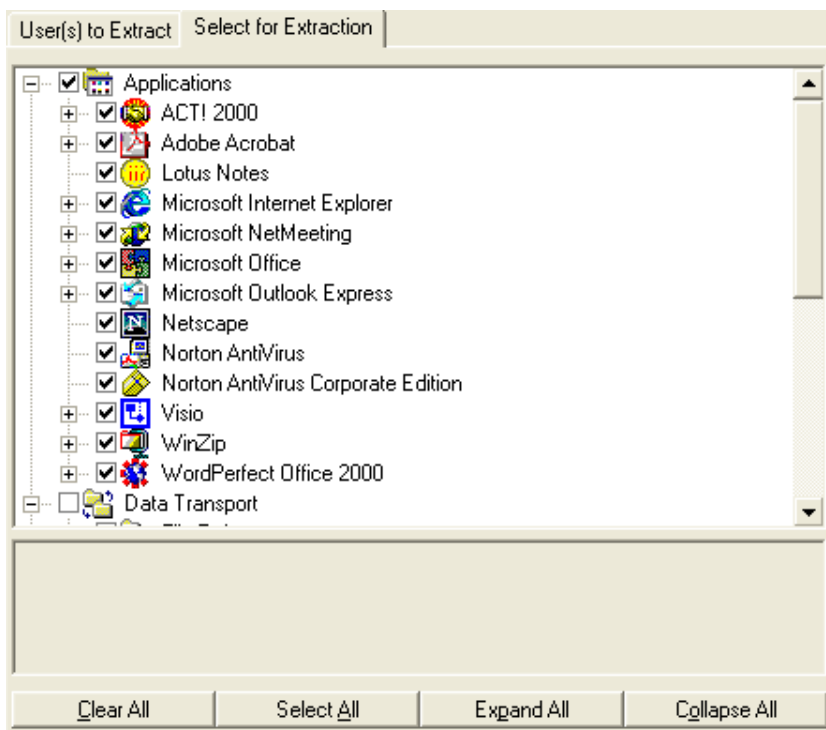 User(s) to Extract Select for Extraction
Applications
ACT! 2000
Adobe Acrobat
Lotus Notes
Microsoft Internet Explorer
Microsoft NetMeeting
Microsoft Office
Microsoft Outlook Express
Netscape
Norton AntiVirus
Norton AntiVirus Corporate Edition
Visio
WinZip
WordPerfect Office 2000
Data Transport
Clear All Select All Expand All Collapse All